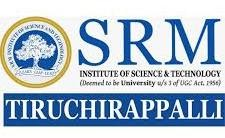 SRM
INSTITUTE OF SCIENCE & TECHNOLOGY
(Deemed to be University u/s 3 of UGC Act, 1956)
TIRUCHIRAPPALLI